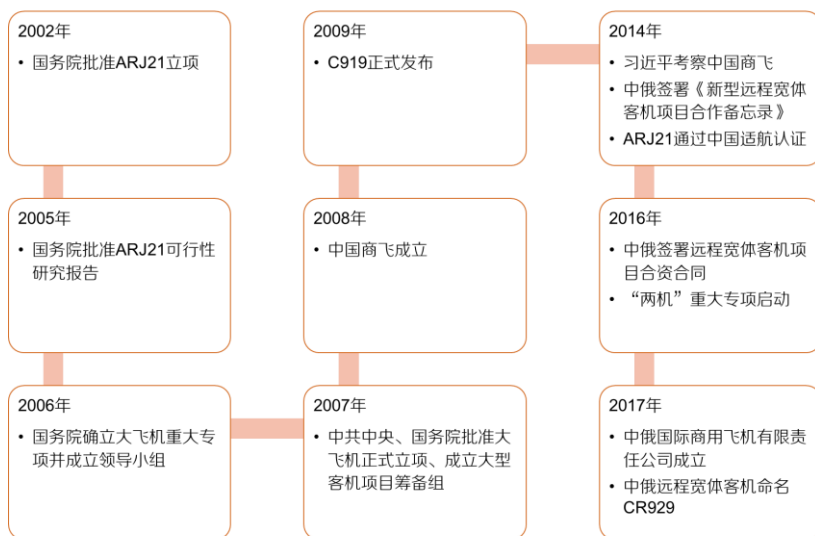 2002年
• 国务院批准ARJ21立项
2005年
• 国务院批准ARJ21可行性
研究报告
2006年
• 国务院确立大飞机重大专
项并成立领导小组
2007年
• 中共中央、国务院批准大
飞机正式立项、成立大型
客机项目筹备组
2008年
• 中国商飞成立
2009年
• C919正式发布
2014年
• 习近平考察中国商飞
• 中俄签署《新型远程宽体
客机项目合作备忘录》
• ARJ21通过中国适航认证
2016年
• 中俄签署远程宽体客机项
目合资合同
• “两机”重大专项启动
2017年
• 中俄国际商用飞机有限责
任公司成立
• 中俄远程宽体客机命名
CR929